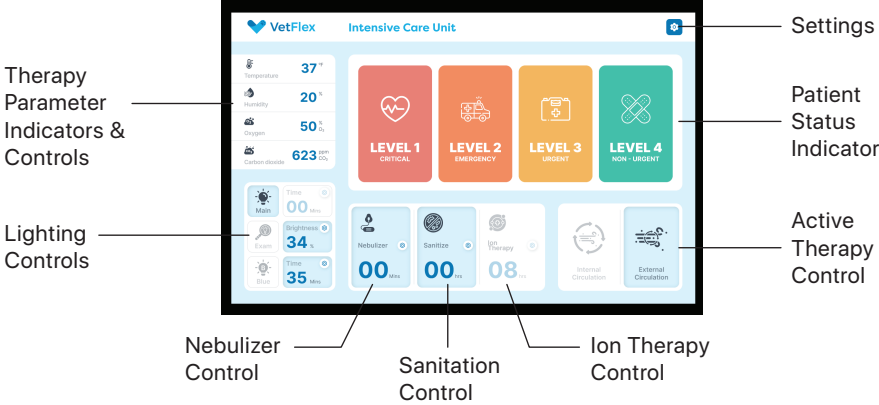 VetFlex
Intensive Care Unit
Settings
Therapy
Parameter
Indicators &
Controls
Temperature 37 °F
Humidity 20 %
Oxygen 50 % O₂
Carbon dioxide 623 ppm CO₂
LEVEL 1
CRITICAL
LEVEL 2
EMERGENCY
LEVEL 3
URGENT
LEVEL 4
NON - URGENT
Patient
Status
Indicator
Lighting
Controls
Main
Time
00 Mins
Exam
Brightness
34 %
Blue
Time
35 Mins
Nebulizer
00 Mins
Sanitize
00 hrs
Ion
Therapy
08 hrs
Internal
Circulation
External
Circulation
Active
Therapy
Control
Nebulizer
Control
Sanitation
Control
Ion Therapy
Control